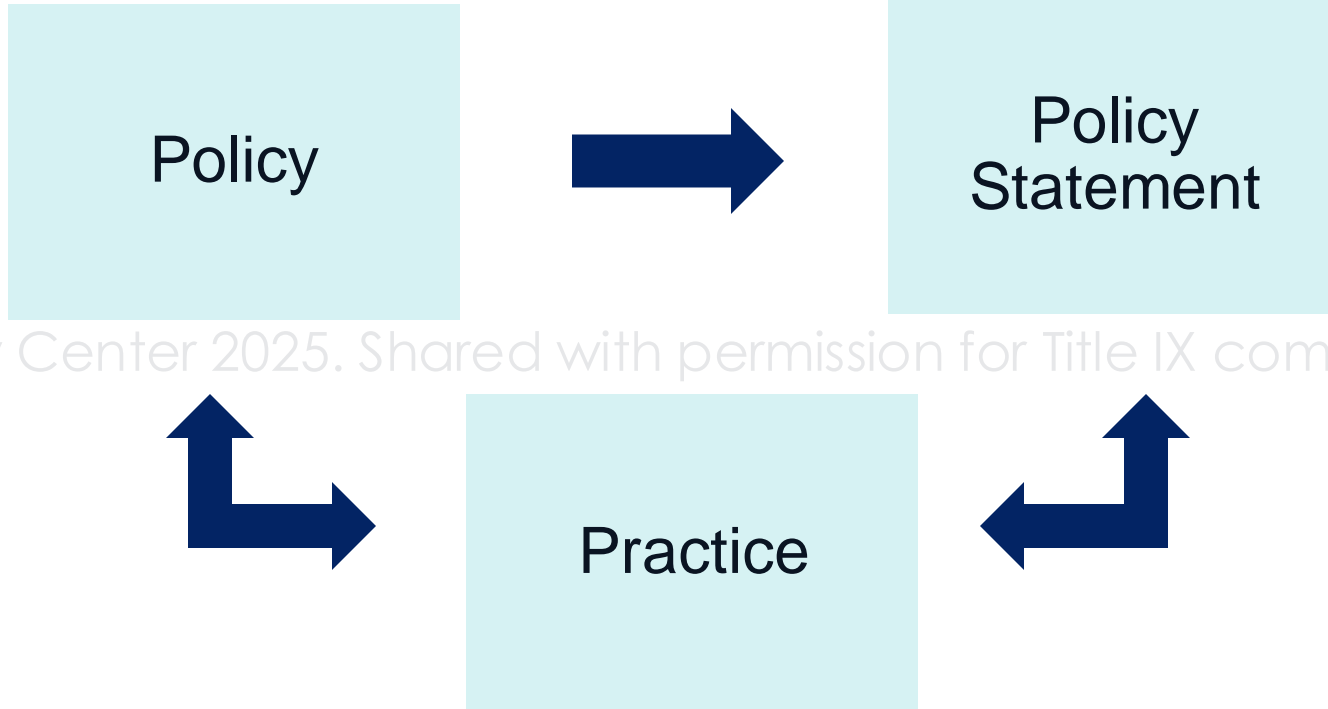 Policy
Policy
Statement
Center 2025. Shared with permission for Title IX com
Practice